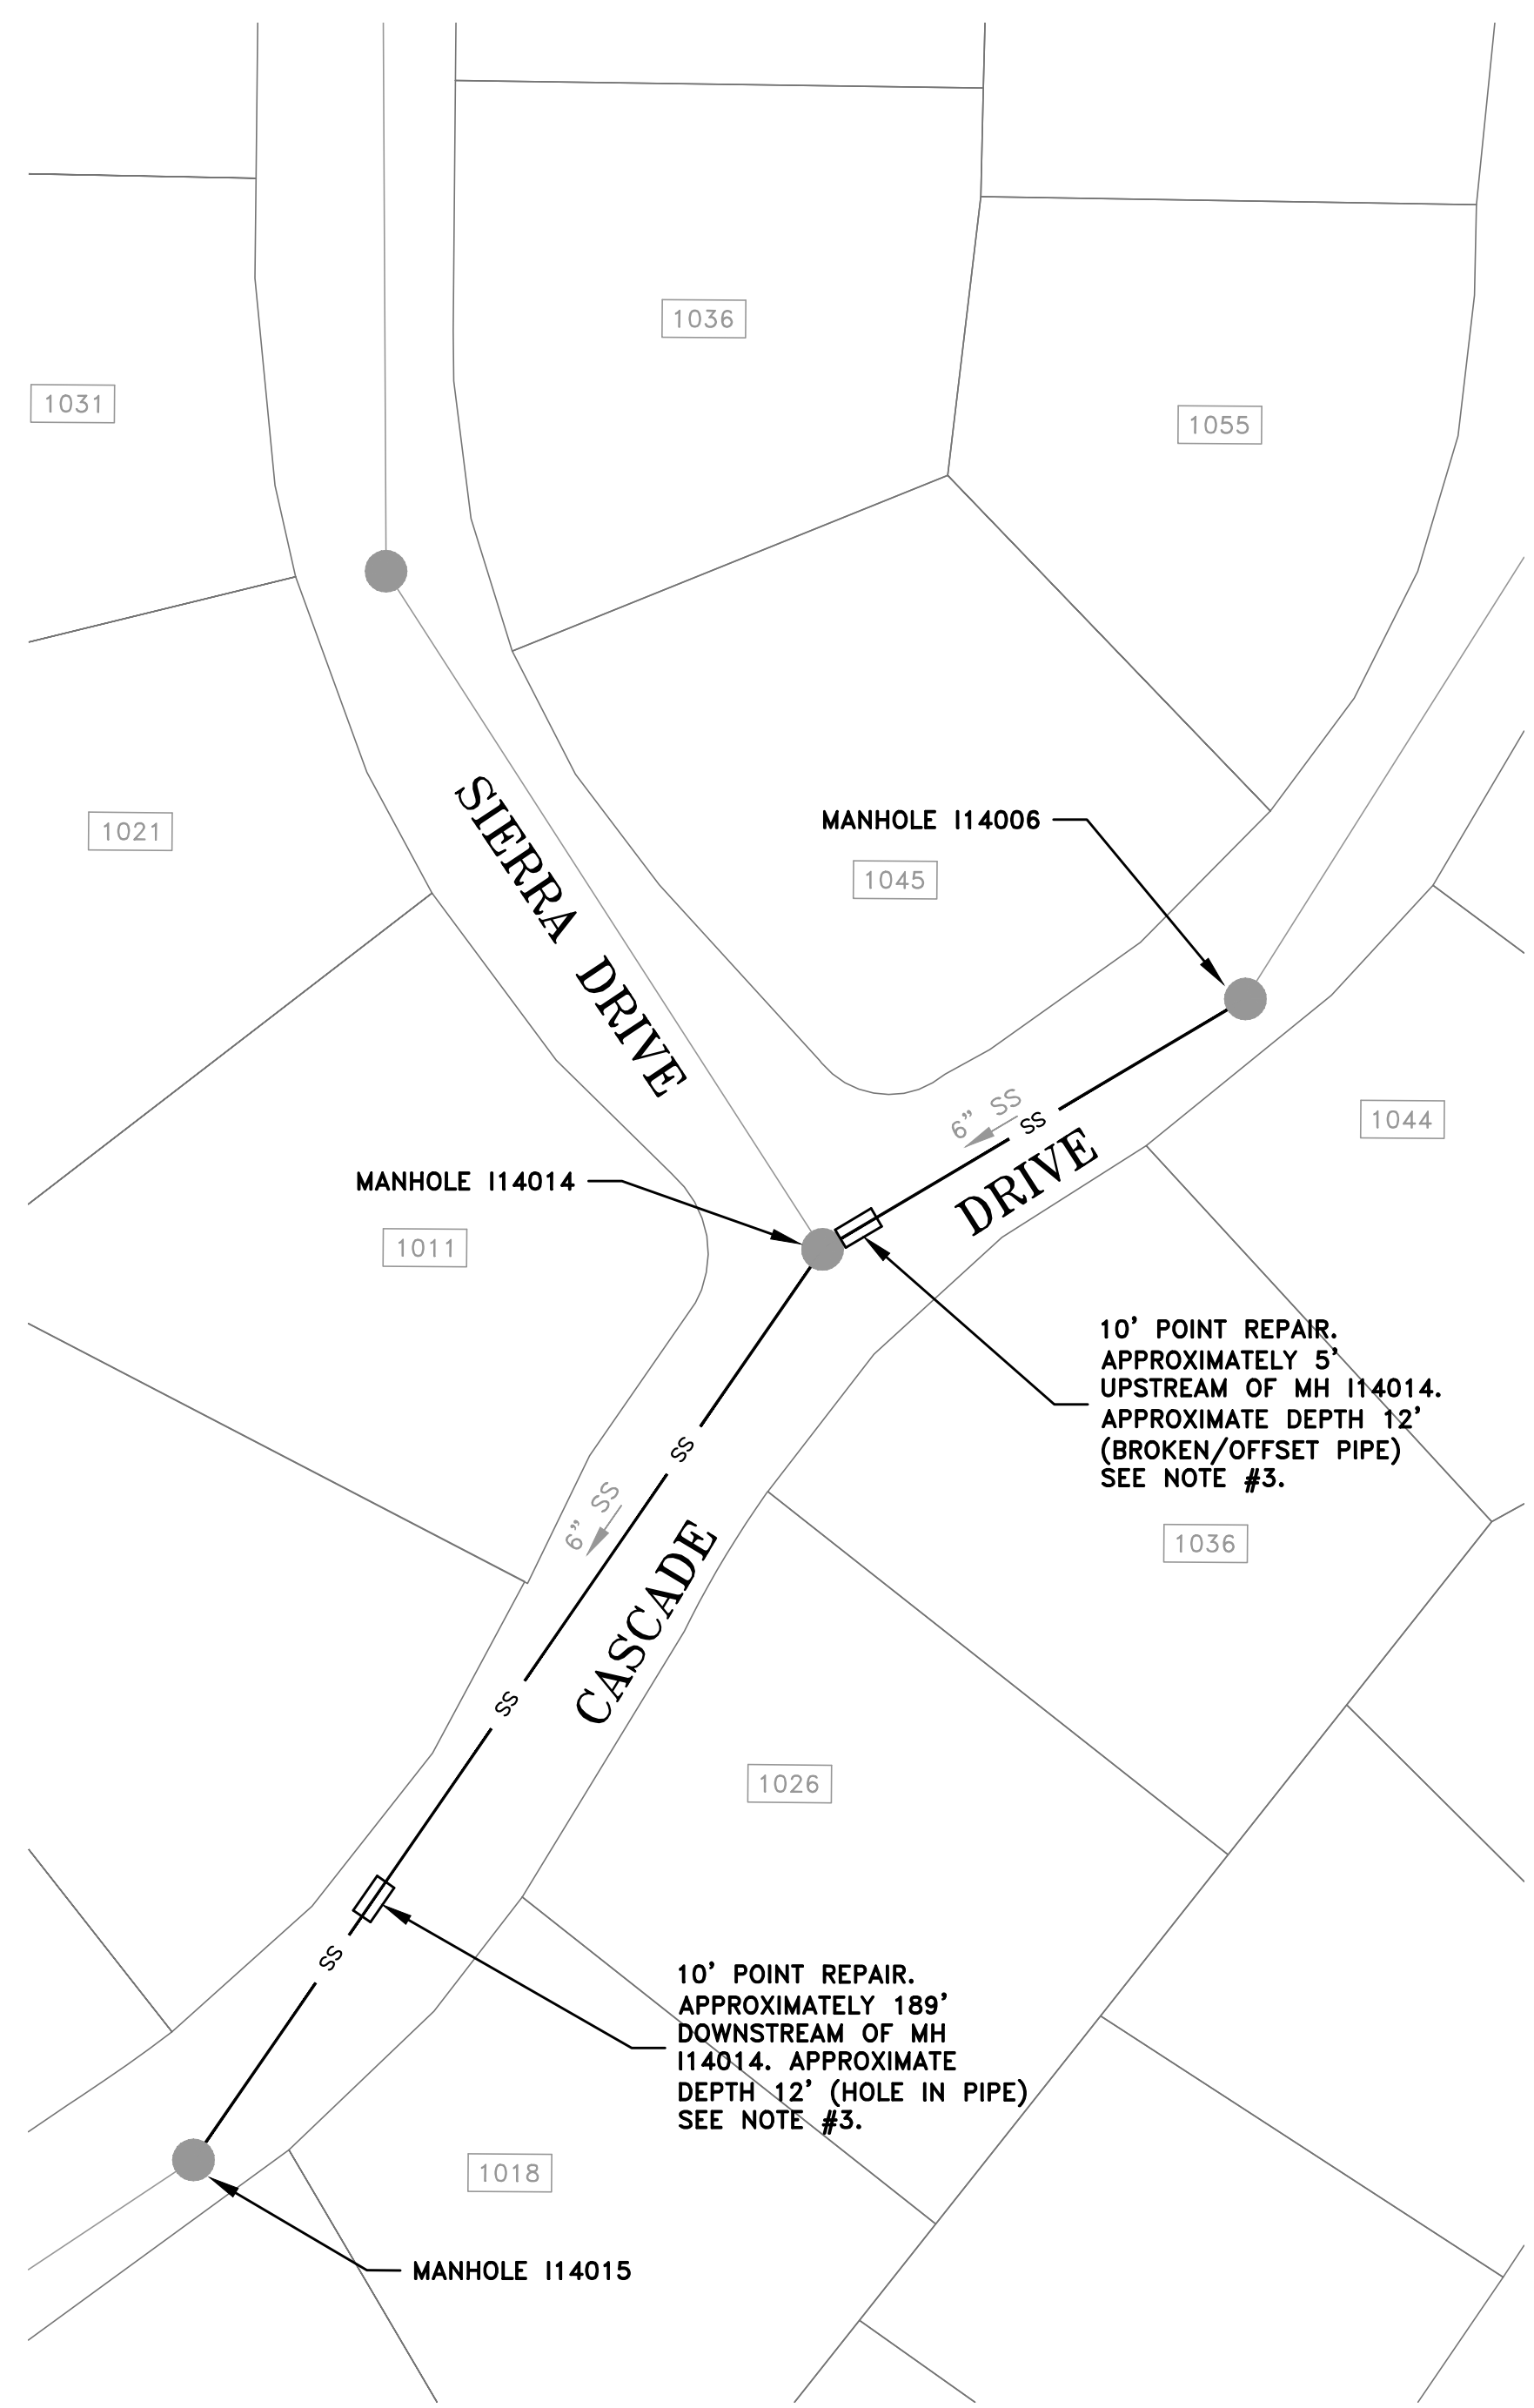 1036
1031
1055
SIERRA DRIVE
1021
MANHOLE I14006
1045
6” SS
SS
DRIVE
1044
MANHOLE I14014
1011
10’ POINT REPAIR.
APPROXIMATELY 5’
UPSTREAM OF MH I14014.
APPROXIMATE DEPTH 12’
(BROKEN/OFFSET PIPE)
SEE NOTE #3.
SS
6” SS
CASCADE
1036
SS
1026
SS
10’ POINT REPAIR.
APPROXIMATELY 189’
DOWNSTREAM OF MH
I14014. APPROXIMATE
DEPTH 12’ (HOLE IN PIPE)
SEE NOTE #3.
1018
MANHOLE I14015